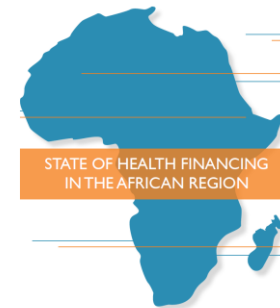 STATE OF HEALTH FINANCING
IN THE AFRICAN REGION